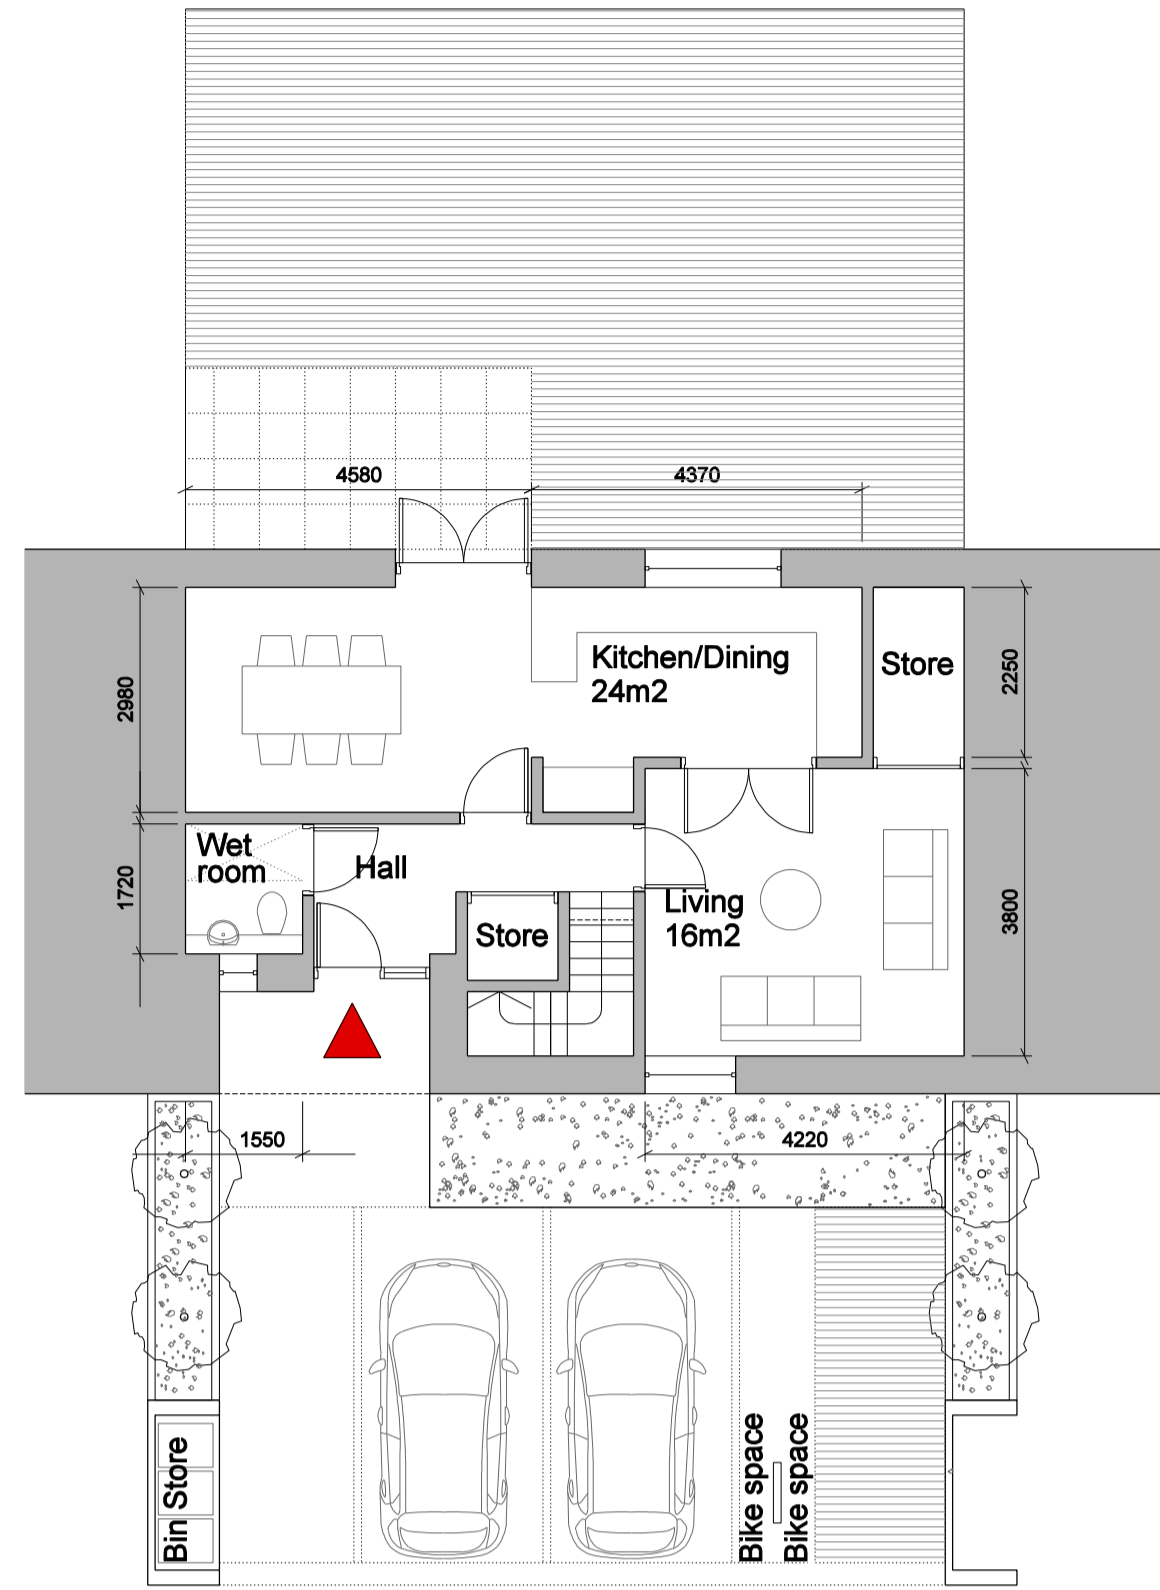 4580
4370
Kitchen/Dining
24m2
Store
2980
2250
Wet
room
Hall
1720
Store
Living
16m2
3800
1550
4220
Bin Store
Bike space
Bike space